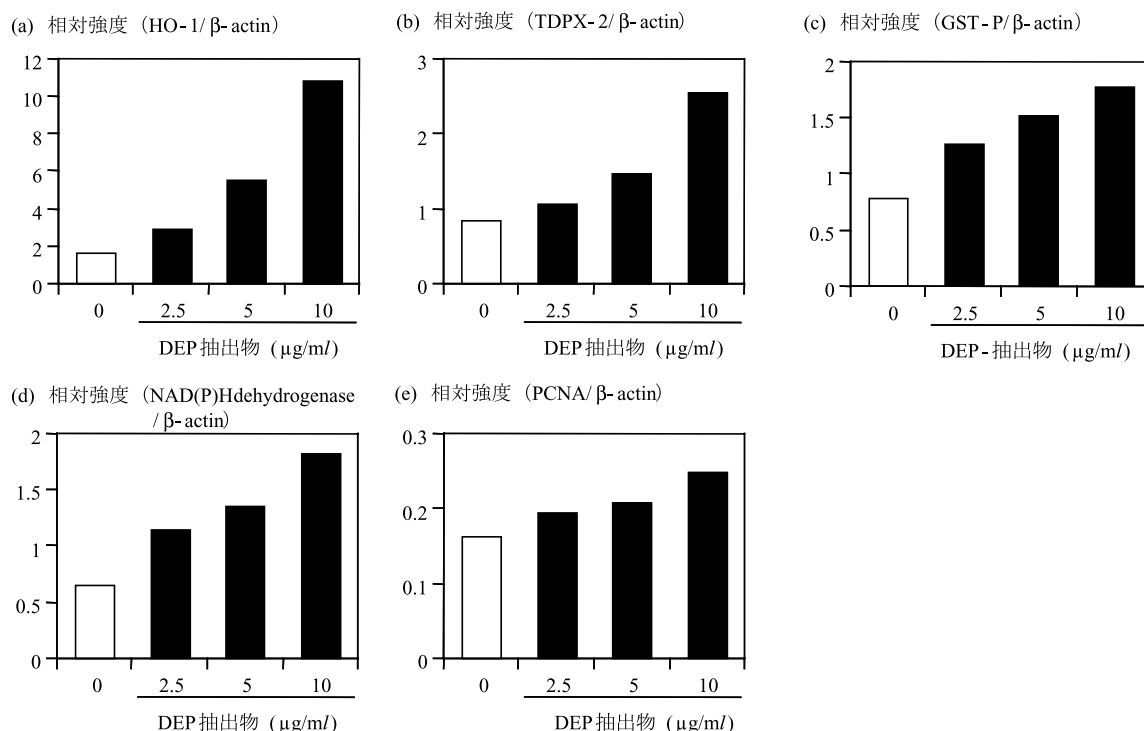 (a) 相対強度（HO-1/β-actin）
12
10
8
6
4
2
0
0 2.5 5 10
DEP抽出物 (μg/ml)
(b) 相対強度（TDPX-2/β-actin）
3
2
1
0
0 2.5 5 10
DEP抽出物 (μg/ml)
(c) 相対強度（GST-P/β-actin）
2
1.5
1
0.5
0
0 2.5 5 10
DEP-抽出物 (μg/ml)
(d) 相対強度（NAD(P)Hdehydrogenase
/β-actin）
2
1.5
1
0.5
0
0 2.5 5 10
DEP抽出物 (μg/ml)
(e) 相対強度（PCNA/β-actin）
0.3
0.2
0.1
0
0 2.5 5 10
DEP抽出物 (μg/ml)